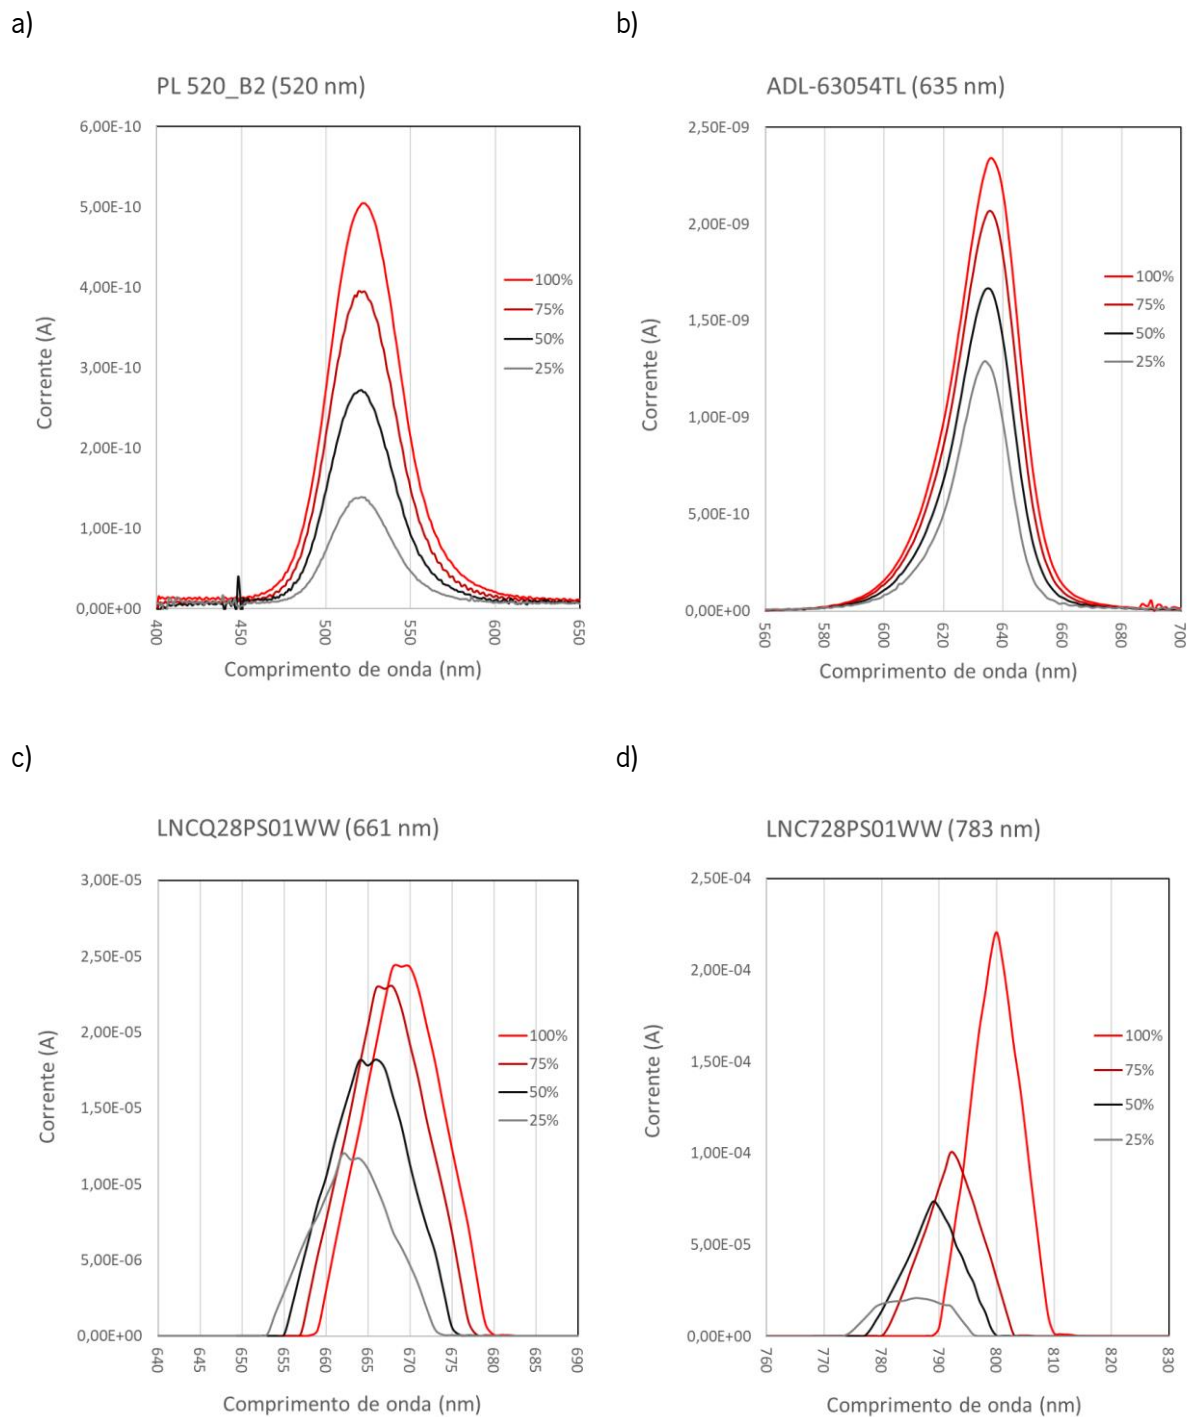 a)
b)
PL 520_B2 (520 nm)
ADL-63054TL (635 nm)
6,00E-10
5,00E-10
4,00E-10
3,00E-10
2,00E-10
1,00E-10
0,00E+00
Corrente (A)
100%
75%
50%
25%
400
450
500
550
600
650
Comprimento de onda (nm)
2,50E-09
2,00E-09
1,50E-09
1,00E-09
5,00E-10
0,00E+00
Corrente (A)
100%
75%
50%
25%
560
580
600
620
640
660
680
700
Comprimento de onda (nm)
c)
d)
LNCQ28PS01WW (661 nm)
LNC728PS01WW (783 nm)
3,00E-05
2,50E-05
2,00E-05
1,50E-05
1,00E-05
5,00E-06
0,00E+00
Corrente (A)
100%
75%
50%
25%
640
645
650
655
660
665
670
675
680
685
690
Comprimento de onda (nm)
2,50E-04
2,00E-04
1,50E-04
1,00E-04
5,00E-05
0,00E+00
Corrente (A)
100%
75%
50%
25%
760
770
780
790
800
810
820
830
Comprimento de onda (nm)